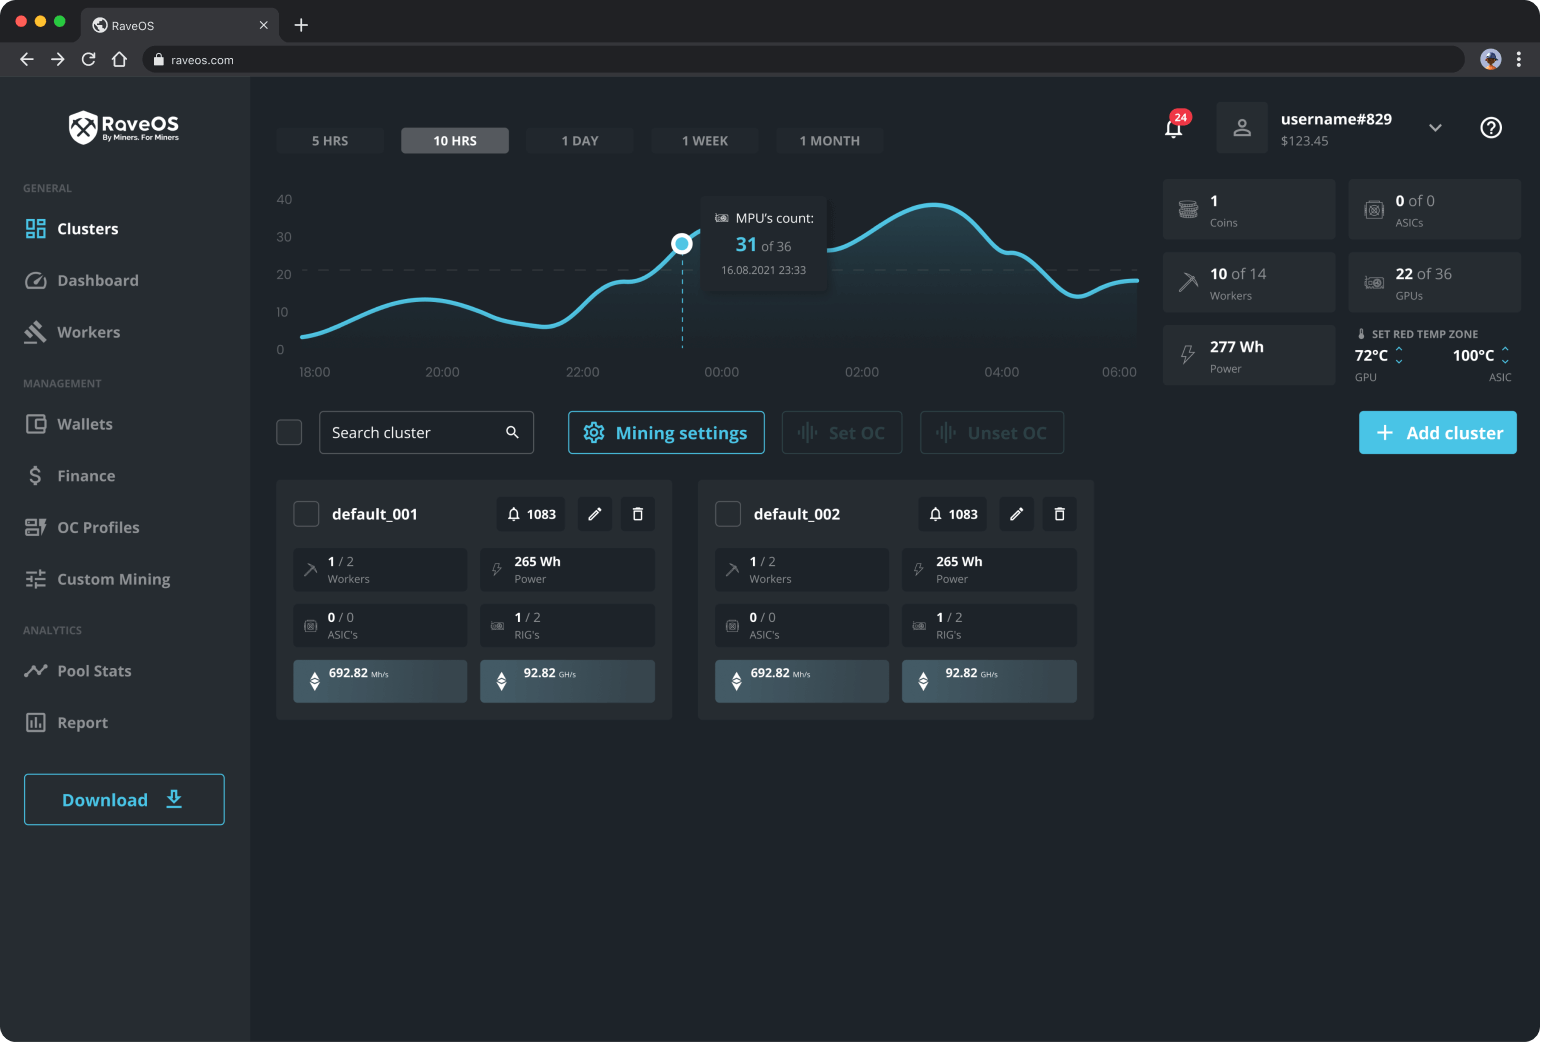 RaveOS
raveos.com
RaveOS
By Miners. For Miners
GENERAL
Clusters
Dashboard
Workers
MANAGEMENT
Wallets
Finance
OC Profiles
Custom Mining
ANALYTICS
Pool Stats
Report
Download
5 HRS
10 HRS
1 DAY
1 WEEK
1 MONTH
24
username#829
$123.45
40
30
20
10
0
18:00
20:00
22:00
00:00
02:00
04:00
06:00
MPU's count:
31 of 36
16.08.2021 23:33
1
Coins
0 of 0
ASICs
10 of 14
Workers
22 of 36
GPUs
277 Wh
Power
SET RED TEMP ZONE
72°C
100°C
GPU
ASIC
Search cluster
Mining settings
Set OC
Unset OC
Add cluster
default_001
1083
1 / 2
Workers
265 Wh
Power
0 / 0
ASIC's
1 / 2
RIG's
692.82 Mh/s
92.82 GH/s
default_002
1083
1 / 2
Workers
265 Wh
Power
0 / 0
ASIC's
1 / 2
RIG's
692.82 Mh/s
92.82 GH/s